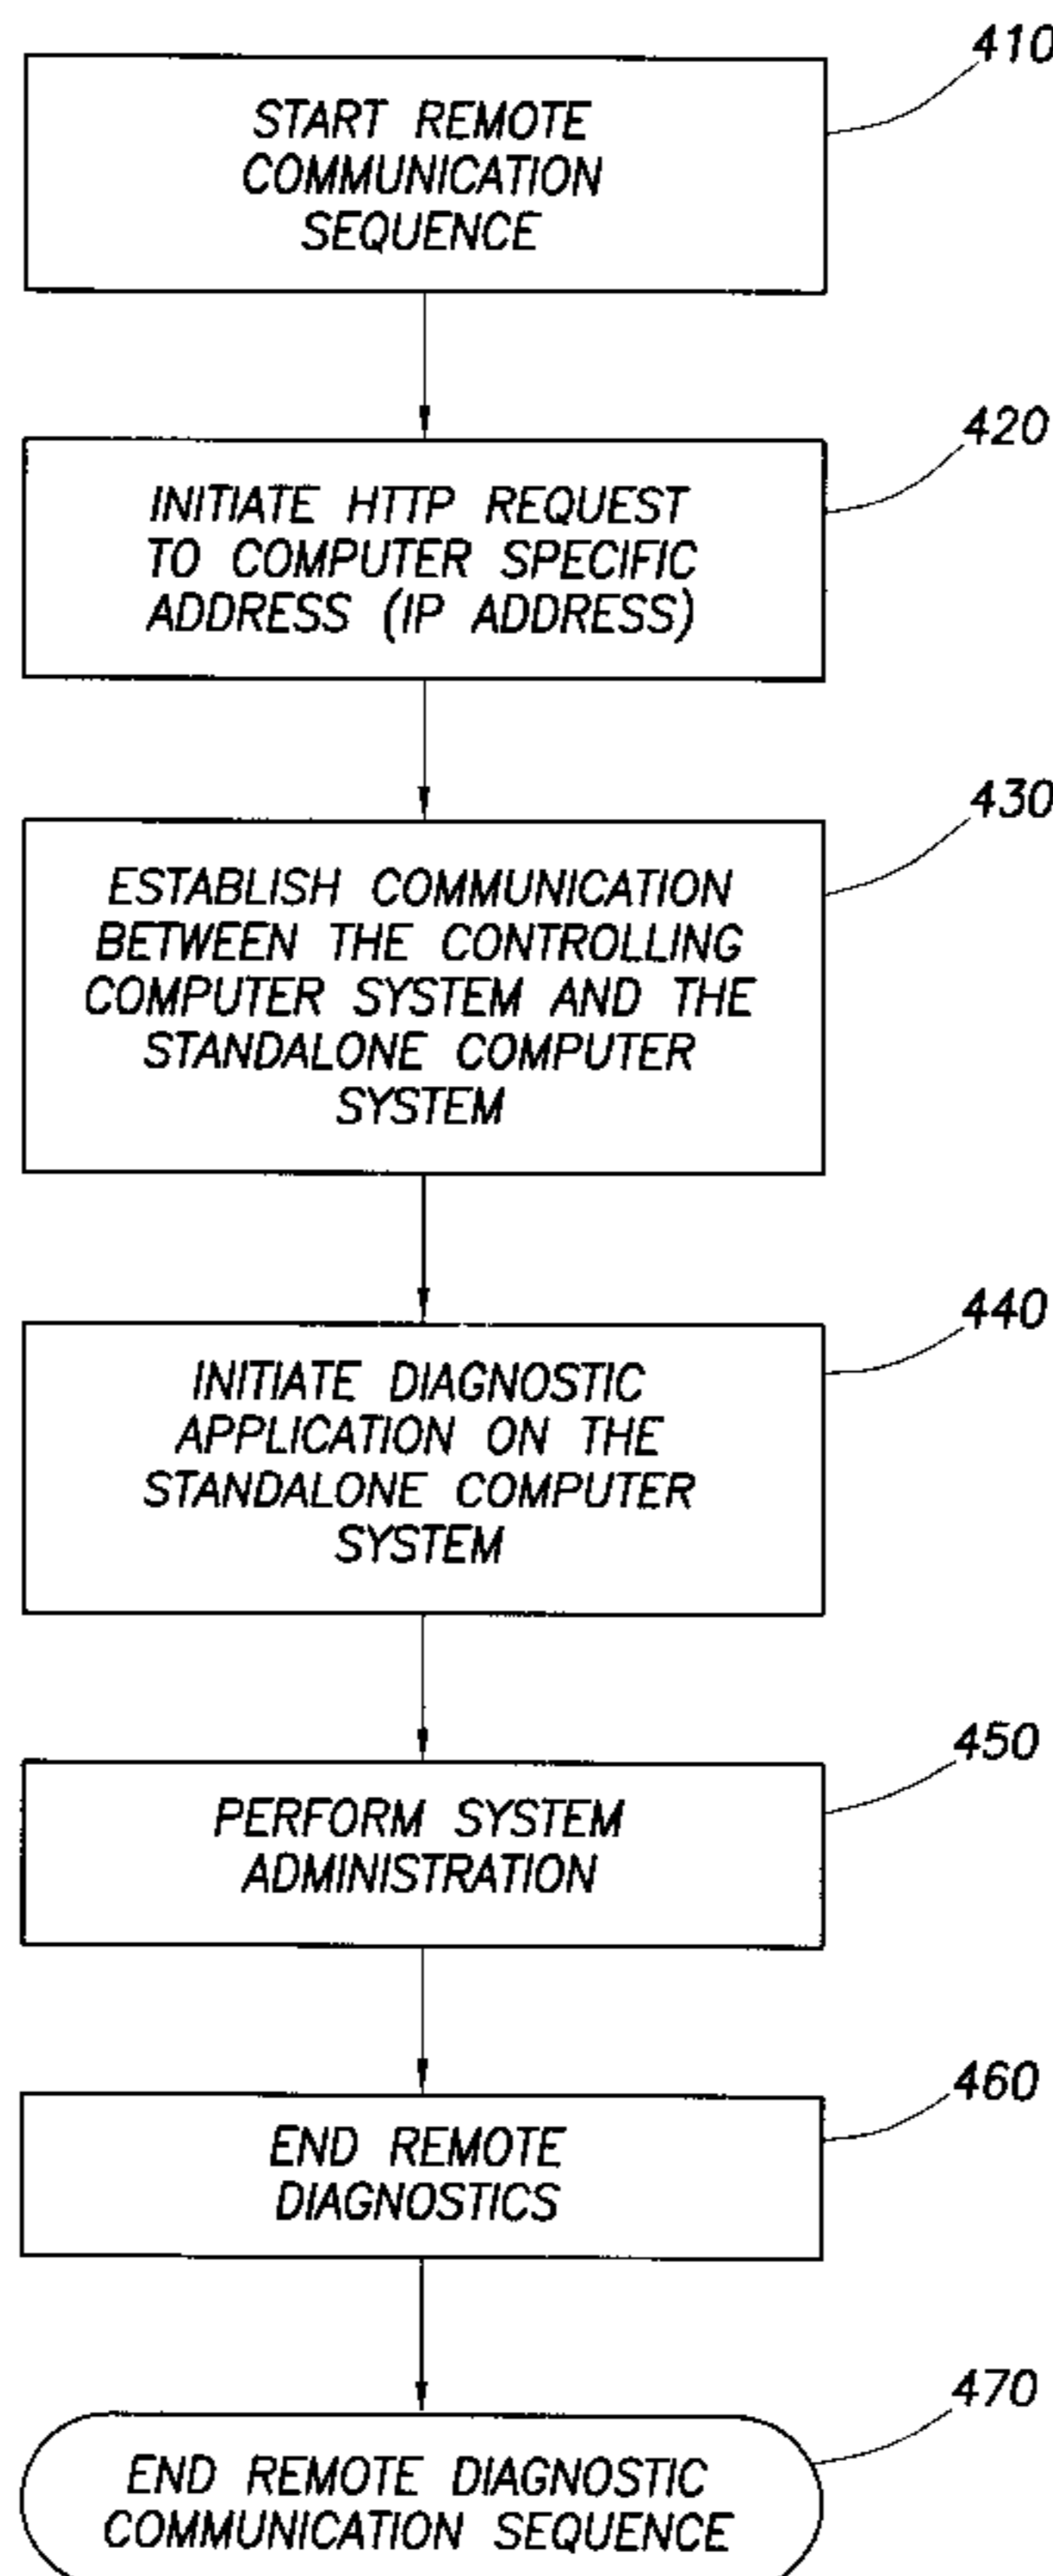 410
START REMOTE
COMMUNICATION
SEQUENCE
420
INITIATE HTTP REQUEST
TO COMPUTER SPECIFIC
ADDRESS (IP ADDRESS)
430
ESTABLISH COMMUNICATION
BETWEEN THE CONTROLLING
COMPUTER SYSTEM AND THE
STANDALONE COMPUTER
SYSTEM
440
INITIATE DIAGNOSTIC
APPLICATION ON THE
STANDALONE COMPUTER
SYSTEM
450
PERFORM SYSTEM
ADMINISTRATION
460
END REMOTE
DIAGNOSTICS
470
END REMOTE DIAGNOSTIC
COMMUNICATION SEQUENCE